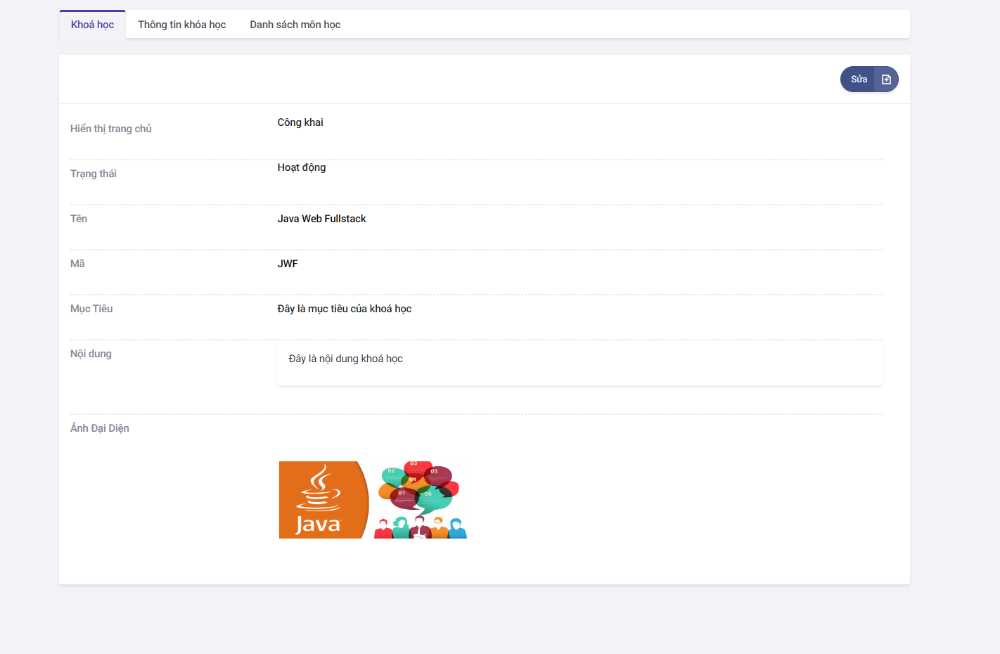 Khoá học Thông tin khóa học Danh sách môn học
Sửa
Hiển thị trang chủ Công khai
Trạng thái Hoạt động
Tên Java Web Fullstack
Mã JWF
Mục Tiêu Đây là mục tiêu của khoá học
Nội dung Đây là nội dung khoá học
Ảnh Đại Diện
Java
03
02 05
04
01 06